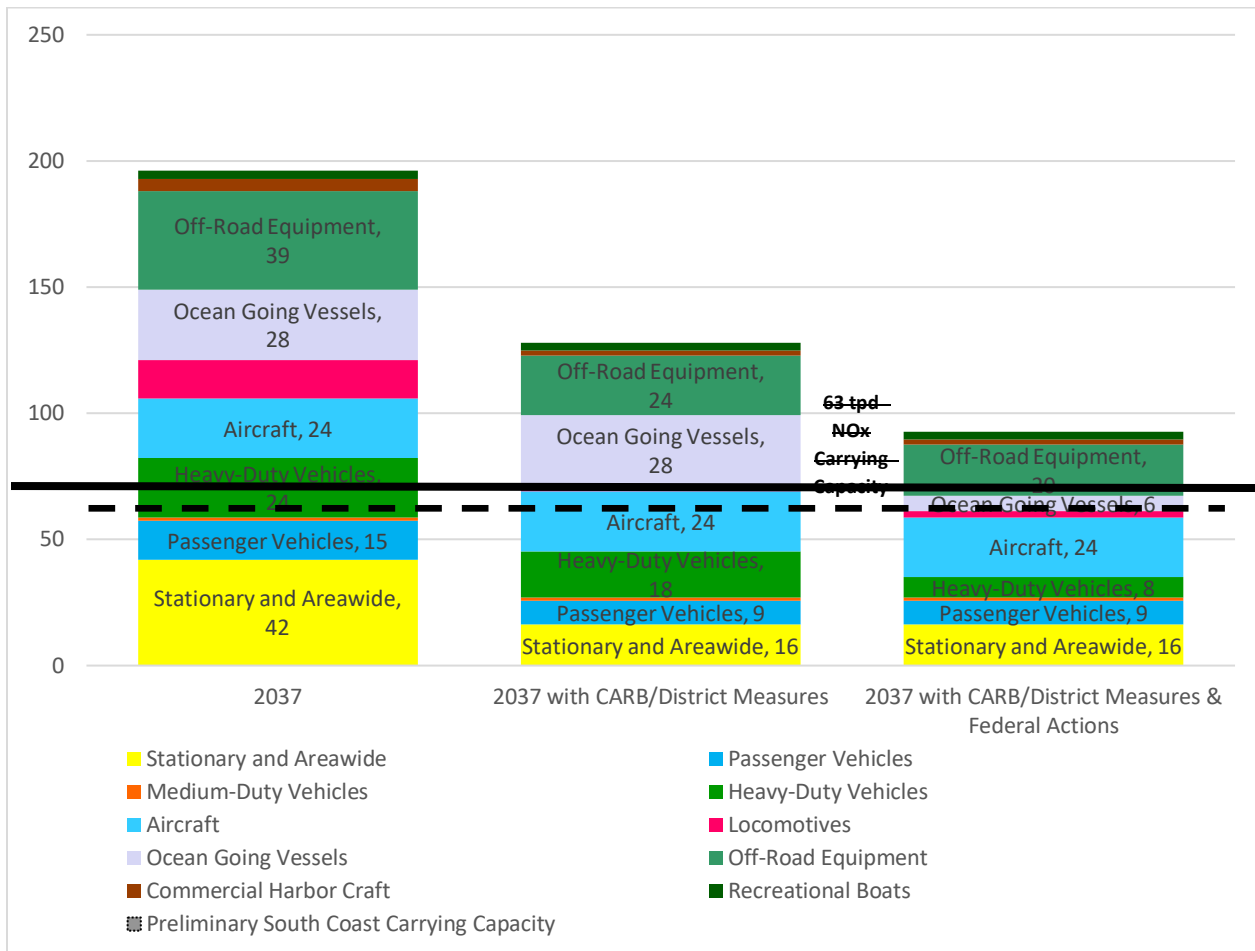 250
200
150
100
50
0
Off-Road Equipment,
39
Ocean Going Vessels,
28
Aircraft, 24
Heavy-Duty Vehicles,
24
Passenger Vehicles, 15
Stationary and Areawide,
42
Off-Road Equipment,
24
Ocean Going Vessels,
28
Aircraft, 24
Heavy-Duty Vehicles,
18
Passenger Vehicles, 9
Stationary and Areawide, 16
63 tpd
NOx
Carrying
Capacity
Off-Road Equipment,
20
Ocean Going Vessels, 6
Aircraft, 24
Heavy-Duty Vehicles, 8
Passenger Vehicles, 9
Stationary and Areawide, 16
2037
2037 with CARB/District Measures
2037 with CARB/District Measures &
Federal Actions
Stationary and Areawide
Passenger Vehicles
Medium-Duty Vehicles
Heavy-Duty Vehicles
Aircraft
Locomotives
Ocean Going Vessels
Off-Road Equipment
Commercial Harbor Craft
Recreational Boats
Preliminary South Coast Carrying Capacity